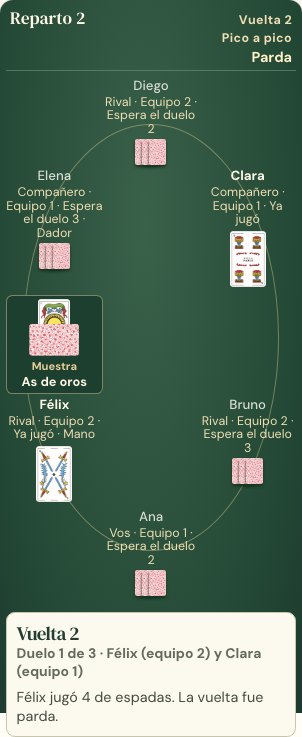 Reparto 2
Vuelta 2
Pico a pico
Parda
Diego
Rival · Equipo 2 ·
Espera el duelo
2
Elena
Compañero ·
Equipo 1 · Espera
el duelo 3 ·
Dador
Clara
Compañero ·
Equipo 1 · Ya
jugó
Muestra
As de oros
Félix
Rival · Equipo 2 ·
Ya jugó · Mano
Bruno
Rival · Equipo 2 ·
Espera el duelo
3
Ana
Vos · Equipo 1 ·
Espera el duelo
2
Vuelta 2
Duelo 1 de 3 · Félix (equipo 2) y Clara
(equipo 1)
Félix jugó 4 de espadas. La vuelta fue
parda.